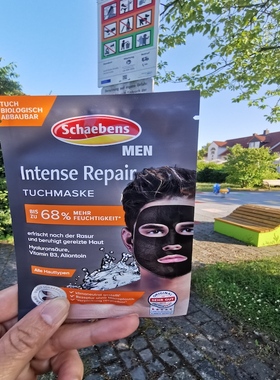 TUCH
BIOLOGISCH
ABBAUBAR
Schaebens
MEN
Intense Repair
TUCHMASKE
BIS ZU 68% MEHR FEUCHTIGKEIT*
erfrischt nach der Rasur
und beruhigt gereizte Haut
Hyaluronsäure,
Vitamin B3, Allantoin
Alle Hauttypen